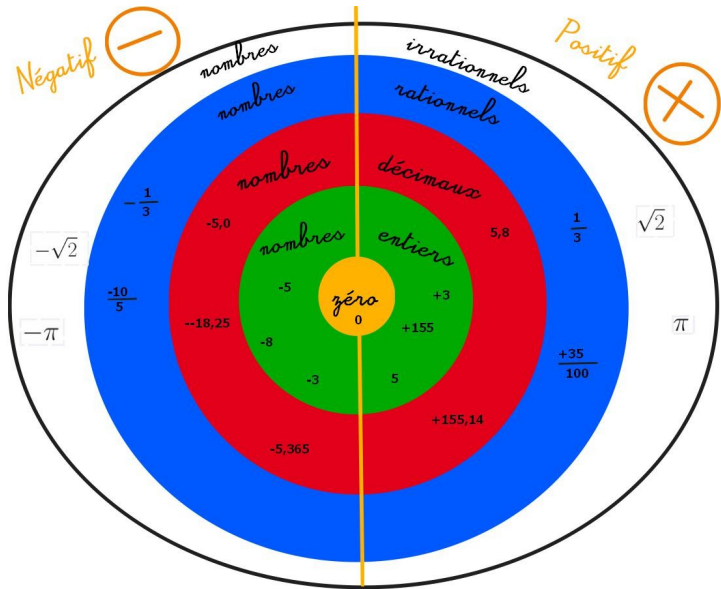 Négatif
Positif
nombres irrationnels
nombres rationnels
nombres décimaux
nombres entiers
zéro
0
-1/3
-5,0
5,8
1/3
√2
-√2
-5
+3
-10/5
--18,25
+155
-π
π
-8
+35/100
-3
5
+155,14
-5,365